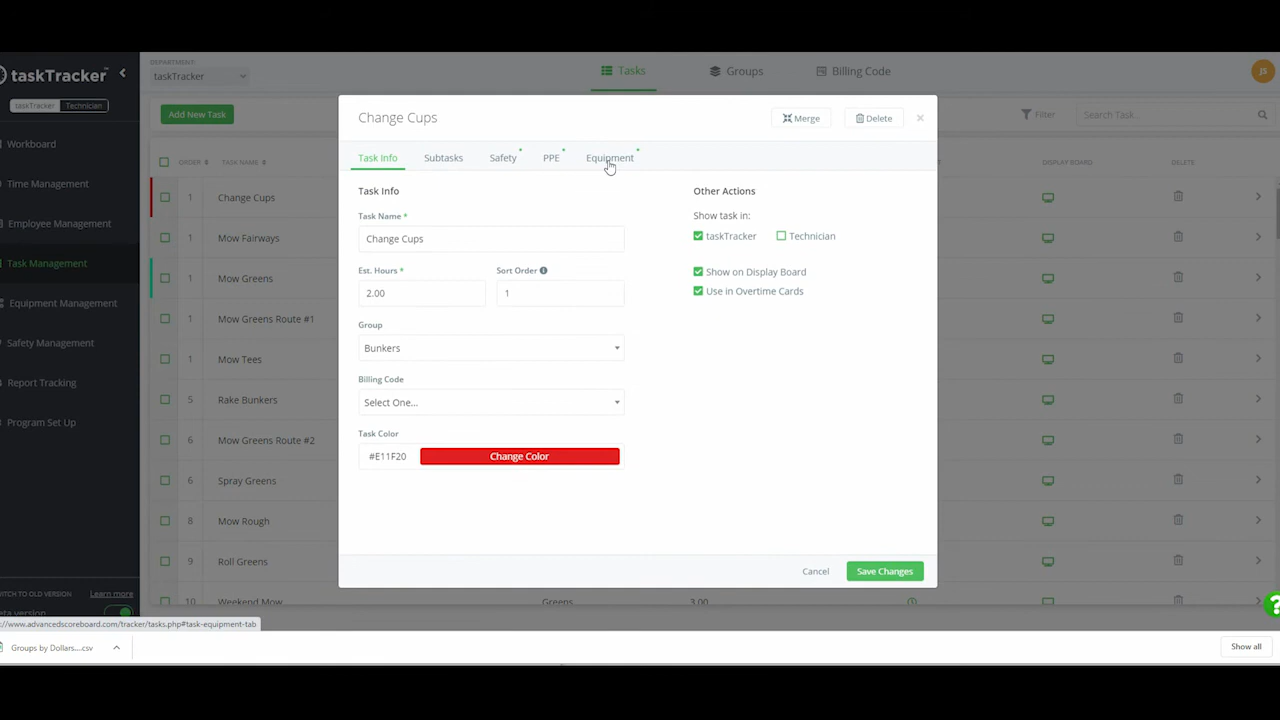 DEPARTMENT:
taskTracker™
taskTracker
Tasks
Groups
Billing Code
JS
taskTracker Technician
Add New Task
Filter
Search Task...
Workboard
Time Management
Employee Management
Task Management
Equipment Management
Safety Management
Report Tracking
Program Set Up
ORDER
TASK NAME
DISPLAY BOARD
DELETE
1 Change Cups
1 Mow Fairways
1 Mow Greens
1 Mow Greens Route #1
1 Mow Tees
5 Rake Bunkers
6 Mow Greens Route #2
6 Spray Greens
8 Mow Rough
9 Roll Greens
10 Weekend Mow Greens 3.00
Change Cups
Merge
Delete
×
Task Info
Subtasks
Safety
PPE
Equipment
Task Info
Task Name *
Change Cups
Est. Hours *
Sort Order
2.00
1
Group
Bunkers
Billing Code
Select One...
Task Color
#E11F20
Change Color
Other Actions
Show task in:
taskTracker
Technician
Show on Display Board
Use in Overtime Cards
Cancel
Save Changes
Learn more
://www.advancedscoreboard.com/tracker/tasks.php#task-equipment-tab
Groups by Dollars....csv
Show all
?